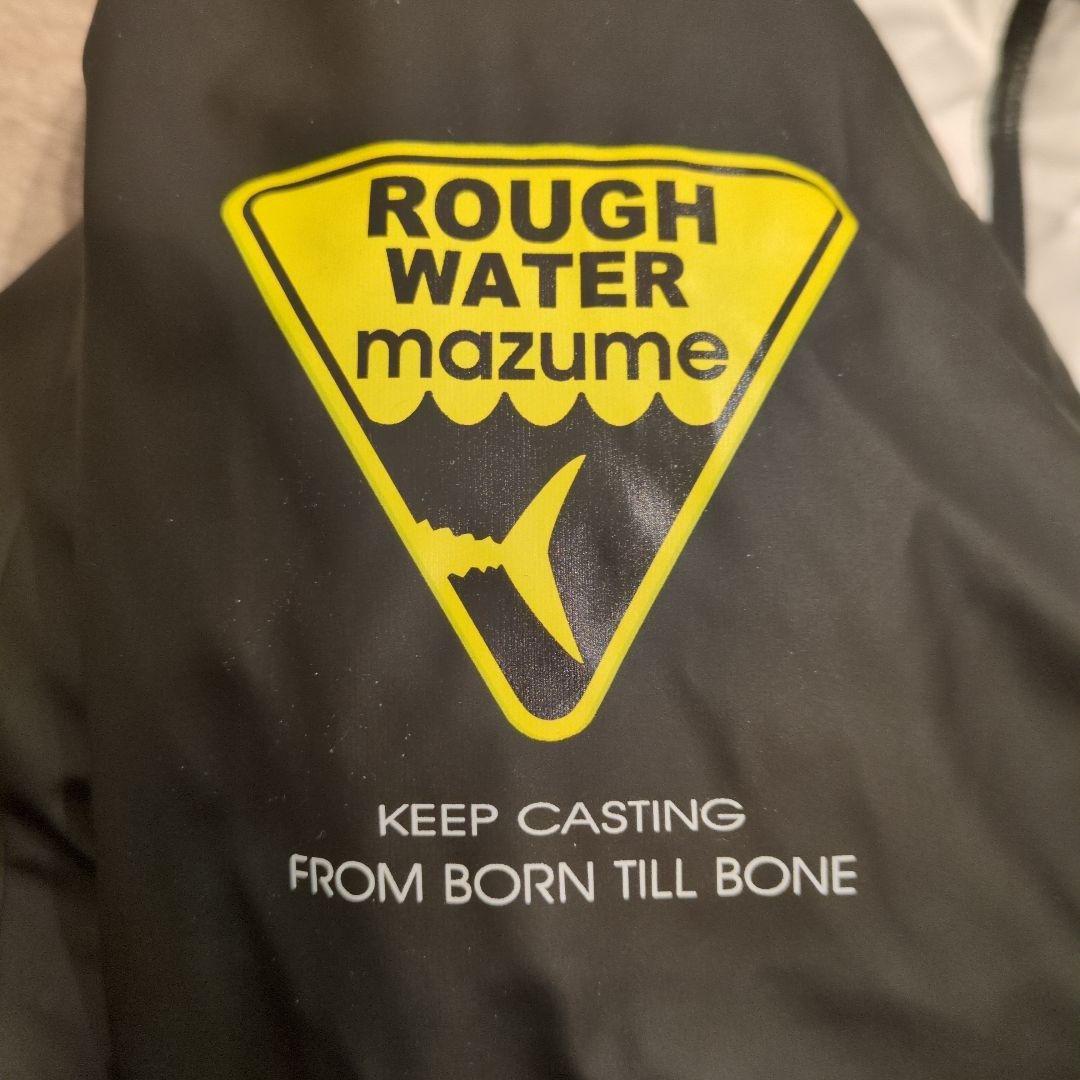 ROUGH
WATER
mazume
KEEP CASTING
FROM BORN TILL BONE